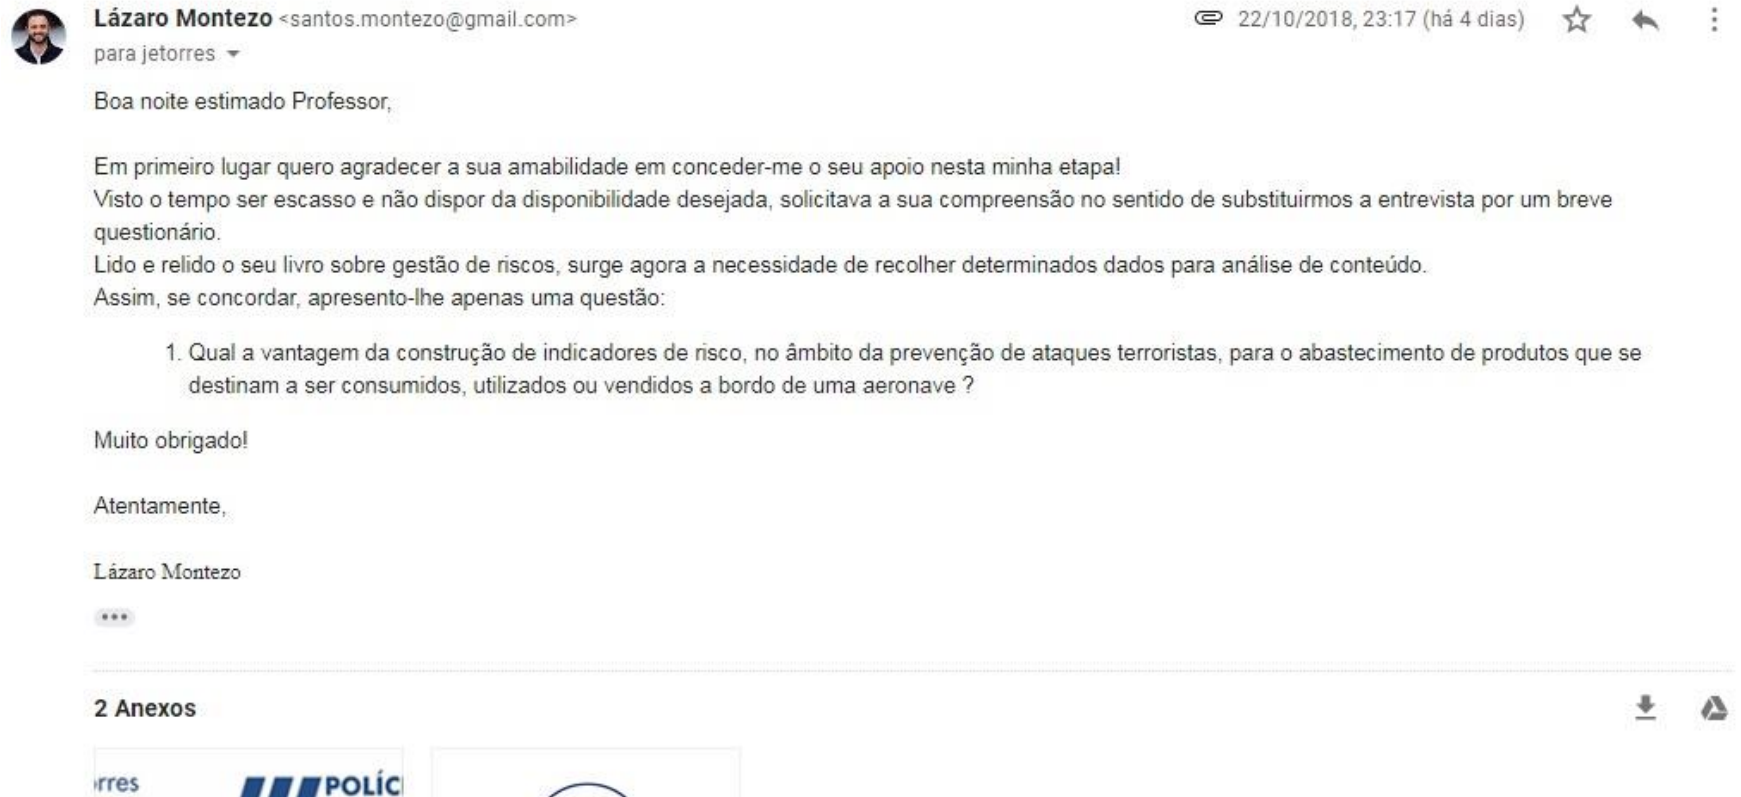 Lázaro Montezo <santos.montezo@gmail.com> 22/10/2018, 23:17 (há 4 dias)
para jetorres
Boa noite estimado Professor,
Em primeiro lugar quero agradecer a sua amabilidade em conceder-me o seu apoio nesta minha etapa!
Visto o tempo ser escasso e não dispor da disponibilidade desejada, solicitava a sua compreensão no sentido de substituirmos a entrevista por um breve
questionário.
Lido e relido o seu livro sobre gestão de riscos, surge agora a necessidade de recolher determinados dados para análise de conteúdo.
Assim, se concordar, apresento-lhe apenas uma questão:
1. Qual a vantagem da construção de indicadores de risco, no âmbito da prevenção de ataques terroristas, para o abastecimento de produtos que se
destinam a ser consumidos, utilizados ou vendidos a bordo de uma aeronave ?
Muito obrigado!
Atentamente,
Lázaro Montezo
2 Anexos
rres
POLÍC